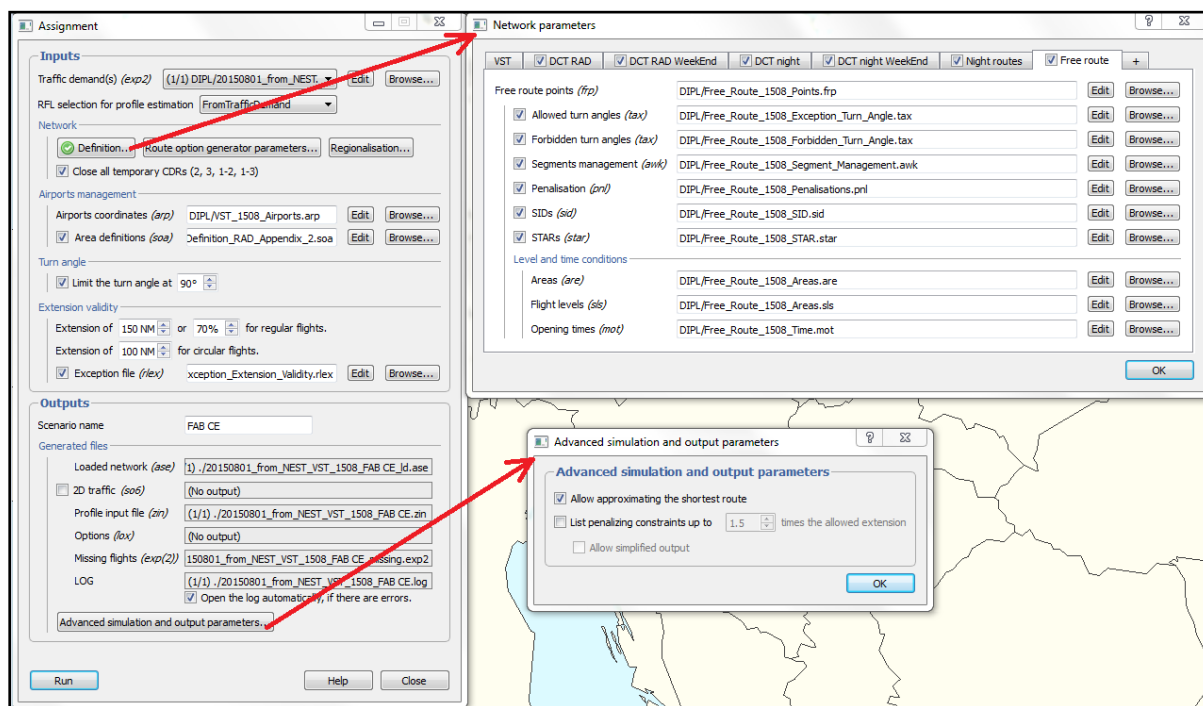 Assignment
Inputs
Traffic demand(s) (exp2) (1/1) DIPL/20150801_from_NEST. Edit Browse...
RFL selection for profile estimation FromTrafficDemand
Network
Definition... Route option generator parameters... Regionalisation...
Close all temporary CDRs (2, 3, 1-2, 1-3)
Airports management
Airports coordinates (arp) DIPL/VST_1508_Airports.arp Edit Browse...
Area definitions (soa) Definition_RAD_Appendix_2.soa Edit Browse...
Turn angle
Limit the turn angle at 90°
Extension validity
Extension of 150 NM or 70% for regular flights.
Extension of 100 NM for circular flights.
Exception file (rlex) xception_Extension_Validity.rlex Edit Browse...
Outputs
Scenario name FAB CE
Generated files
Loaded network (ase) '1) ./20150801_from_NEST_VST_1508_FAB CE_ld.ase
2D traffic (so6) (No output)
Profile input file (zin) (1/1) ./20150801_from_NEST_VST_1508_FAB CE.zin
Options (lox) (No output)
Missing flights (exp(2)) 150801_from_NEST_VST_1508_FAB CE_missing.exp2
LOG (1/1) ./20150801_from_NEST_VST_1508_FAB CE.log
Open the log automatically, if there are errors.
Advanced simulation and output parameters...
Run Help Close
Network parameters
VST DCT RAD DCT RAD WeekEnd DCT night DCT night WeekEnd Night routes Free route +
Free route points (frp) DIPL/Free_Route_1508_Points.frp Edit Browse...
Allowed turn angles (tax) DIPL/Free_Route_1508_Exception_Turn_Angle.tax Edit Browse...
Forbidden turn angles (tax) DIPL/Free_Route_1508_Forbidden_Turn_Angle.tax Edit Browse...
Segments management (awk) DIPL/Free_Route_1508_Segment_Management.awk Edit Browse...
Penalisation (pnl) DIPL/Free_Route_1508_Penalisations.pnl Edit Browse...
SIDs (sid) DIPL/Free_Route_1508_SID.sid Edit Browse...
STARs (star) DIPL/Free_Route_1508_STAR.star Edit Browse...
Level and time conditions
Areas (are) DIPL/Free_Route_1508_Areas.are Edit Browse...
Flight levels (sls) DIPL/Free_Route_1508_Areas.sls Edit Browse...
Opening times (mot) DIPL/Free_Route_1508_Time.mot Edit Browse...
OK
Advanced simulation and output parameters
Advanced simulation and output parameters
Allow approximating the shortest route
List penalizing constraints up to 1.5 times the allowed extension
Allow simplified output
OK